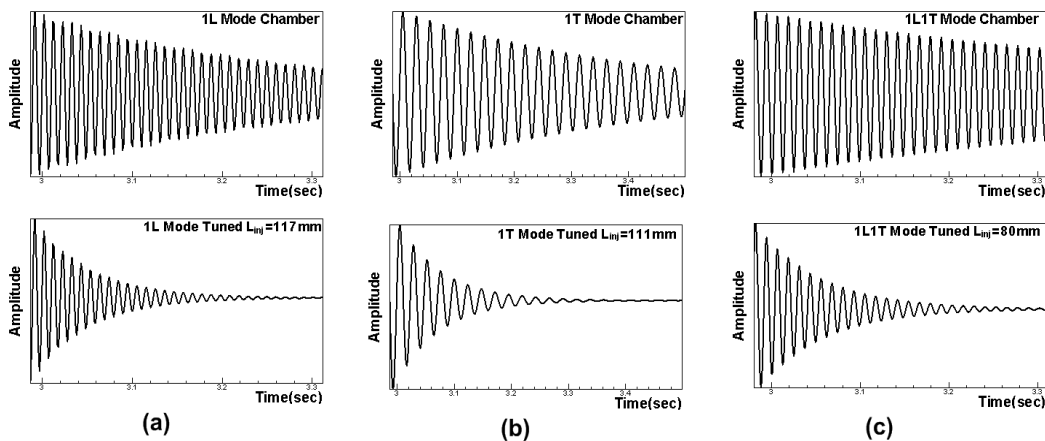 1L Mode Chamber
Amplitude
3 3.1 3.2 3.3
Time(sec)
1T Mode Chamber
Amplitude
3 3.1 3.2 3.3 3.4
Time(sec)
1L1T Mode Chamber
Amplitude
3 3.1 3.2 3.3
Time(sec)
1L Mode Tuned Linj=117mm
Amplitude
3 3.1 3.2 3.3
Time(sec)
1T Mode Tuned Linj=111mm
Amplitude
3 3.1 3.2 3.3 3.4
Time(sec)
1L1T Mode Tuned Linj=80mm
Amplitude
3 3.1 3.2 3.3
Time(sec)
(a)
(b)
(c)